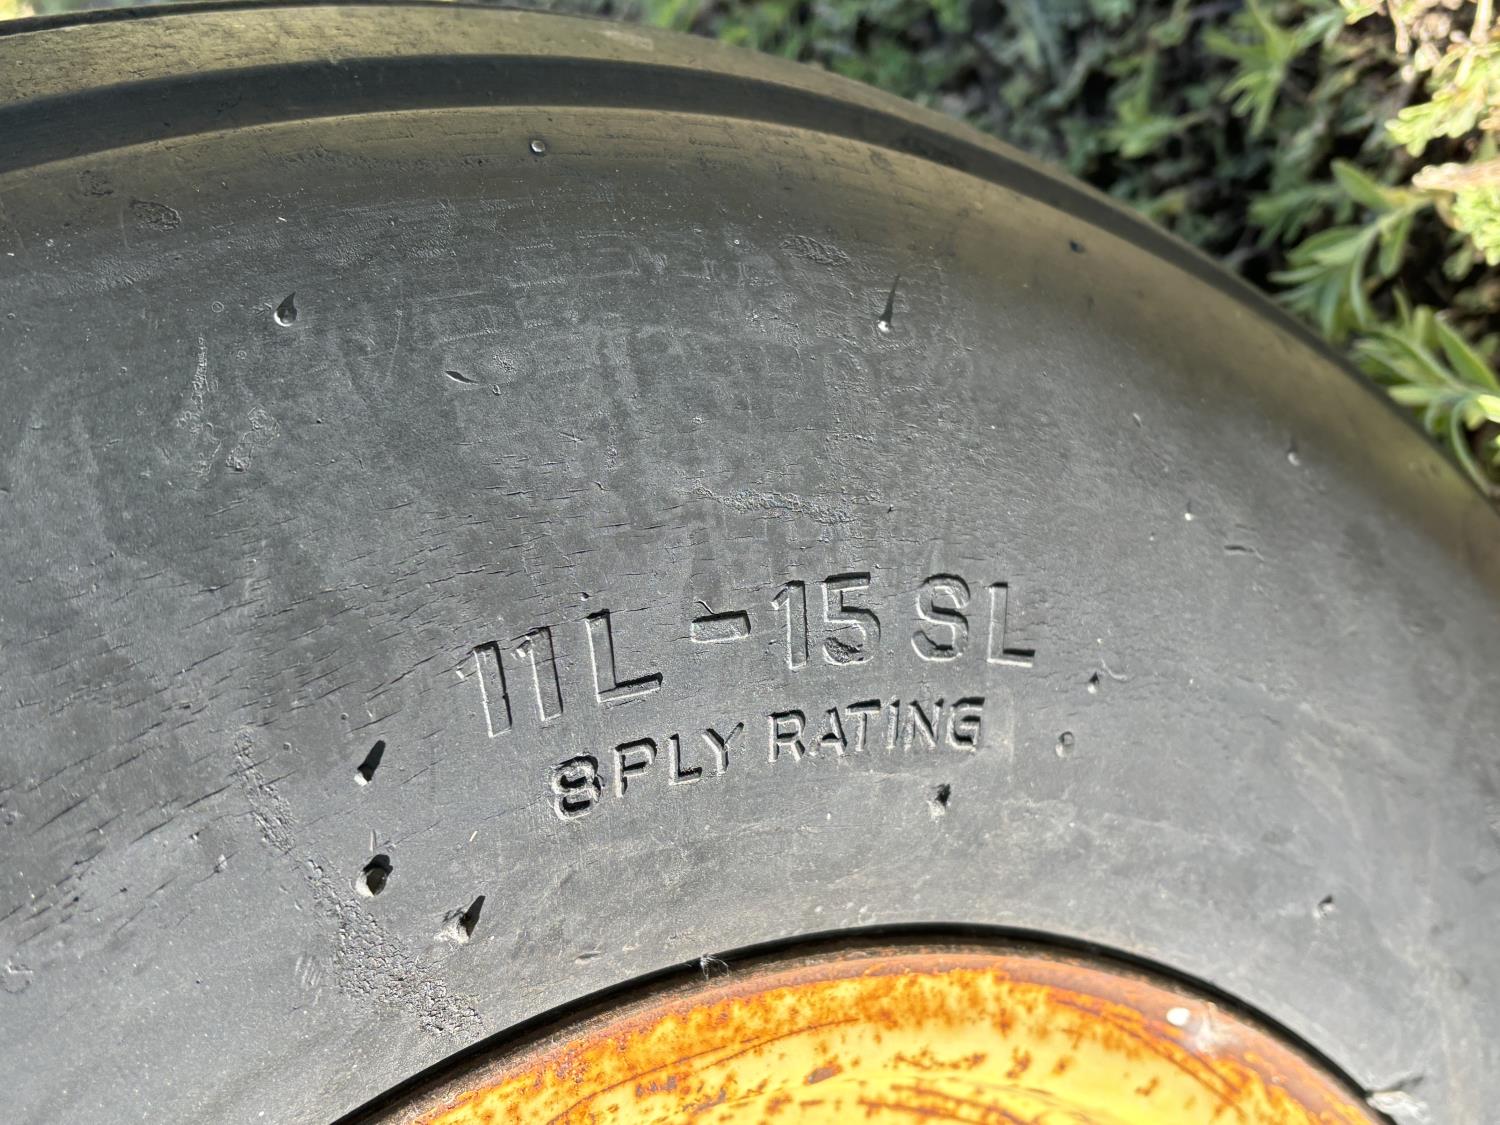 11L-15 SL
8 PLY RATING